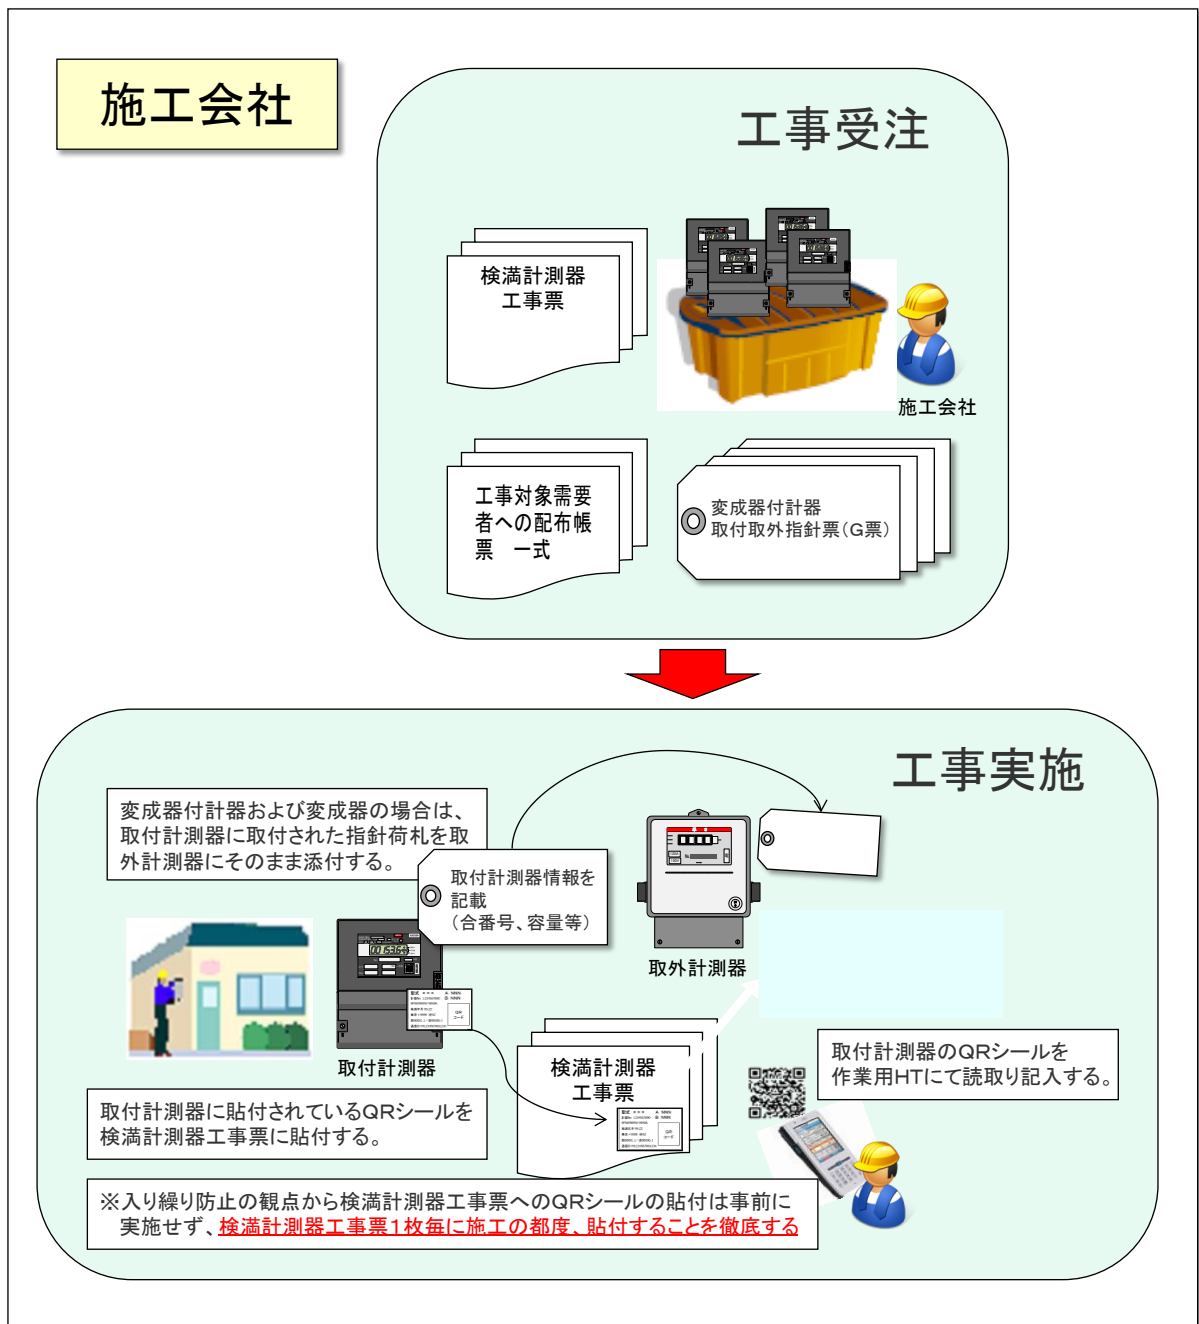 施工会社
工事受注
検満計測器
工事票
施工会社
工事対象需要
者への配布帳
票　一式
変成器付計器
取付取外指針票（G票）
工事実施
変成器付計器および変成器の場合は、
取付計測器に取付された指針荷札を取
外計測器にそのまま添付する。
取付計測器情報を
記載
（合番号、容量等）
取外計測器
取付計測器
QR
コード
検満計測器
工事票
QR
コード
取付計測器のQRシールを
作業用HTにて読取り記入する。
取付計測器に貼付されているQRシールを
検満計測器工事票に貼付する。
※入り繰り防止の観点から検満計測器工事票へのQRシールの貼付は事前に
実施せず、検満計測器工事票１枚毎に施工の都度、貼付することを徹底する